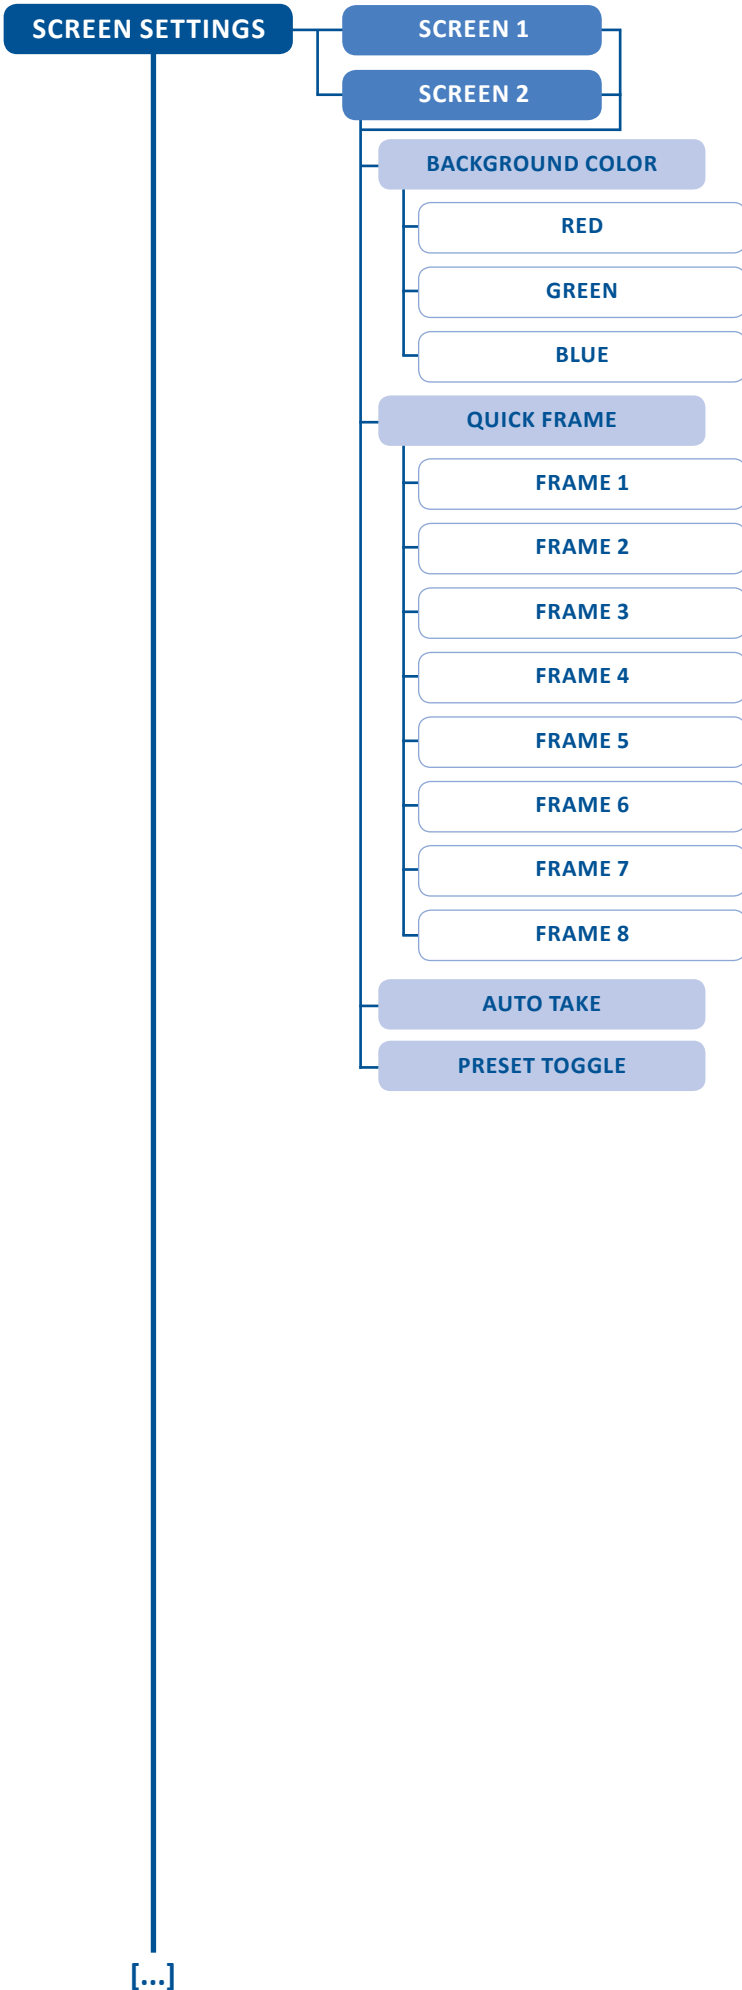 SCREEN SETTINGS
SCREEN 1
SCREEN 2
BACKGROUND COLOR
RED
GREEN
BLUE
QUICK FRAME
FRAME 1
FRAME 2
FRAME 3
FRAME 4
FRAME 5
FRAME 6
FRAME 7
FRAME 8
AUTO TAKE
PRESET TOGGLE
[...]